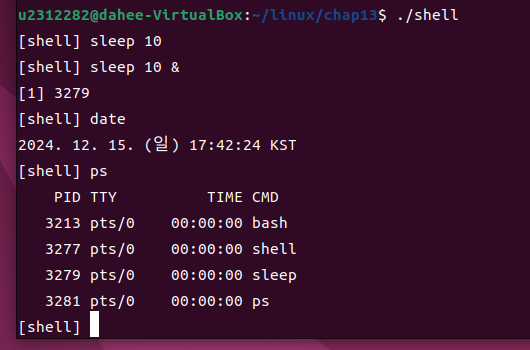 u2312282@dahee-VirtualBox:~/linux/chap13$ ./shell
[shell] sleep 10
[shell] sleep 10 &
[1] 3279
[shell] date
2024. 12. 15. (일) 17:42:24 KST
[shell] ps
    PID TTY          TIME CMD
   3213 pts/0    00:00:00 bash
   3277 pts/0    00:00:00 shell
   3279 pts/0    00:00:00 sleep
   3281 pts/0    00:00:00 ps
[shell]